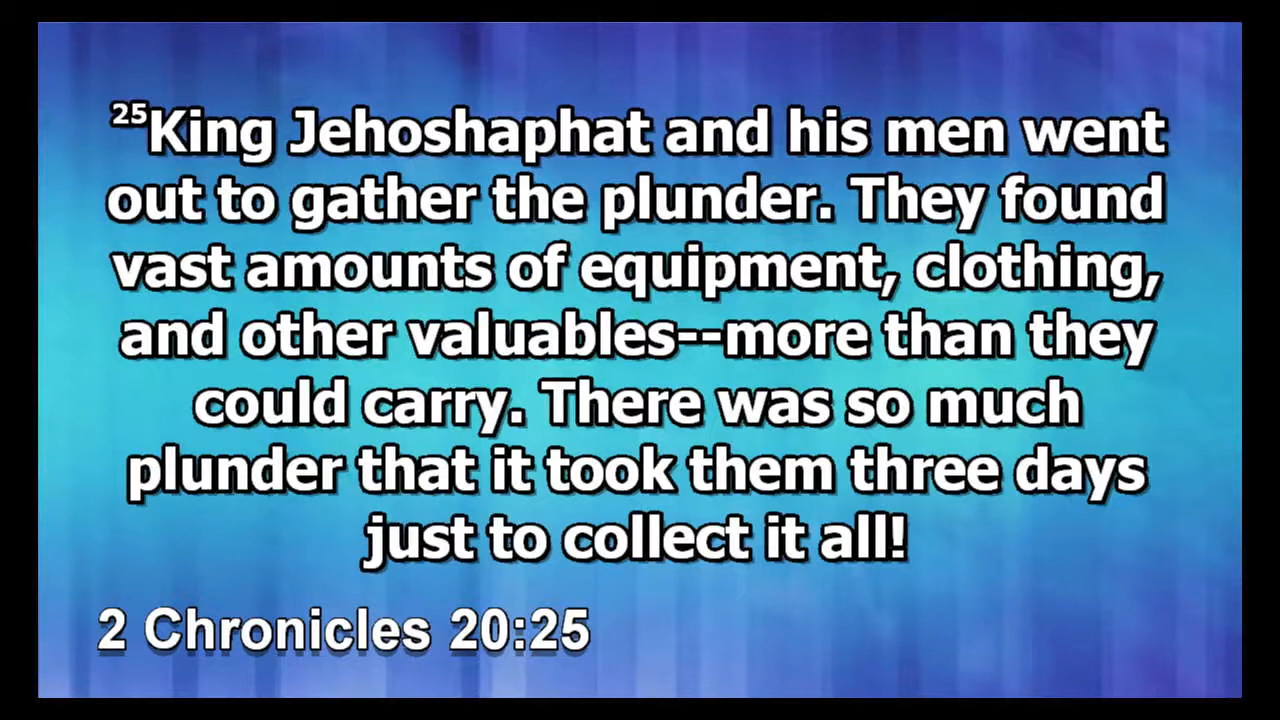 25King Jehoshaphat and his men went
out to gather the plunder. They found
vast amounts of equipment, clothing,
and other valuables--more than they
could carry. There was so much
plunder that it took them three days
just to collect it all!
2 Chronicles 20:25